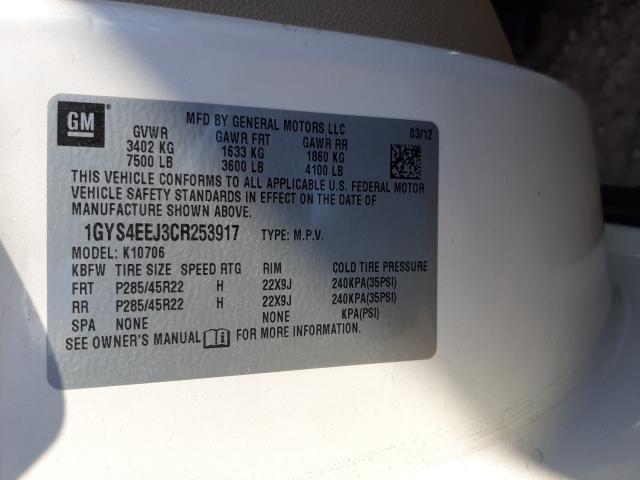 GM
MFD BY GENERAL MOTORS LLC 03/12
GVWR GAWR FRT GAWR RR
3402 KG 1633 KG 1860 KG
7500 LB 3600 LB 4100 LB
THIS VEHICLE CONFORMS TO ALL APPLICABLE U.S. FEDERAL MOTOR
VEHICLE SAFETY STANDARDS IN EFFECT ON THE DATE OF
MANUFACTURE SHOWN ABOVE.
1GYS4EEJ3CR253917 TYPE: M.P.V.
MODEL: K10706
KBFW TIRE SIZE SPEED RTG RIM COLD TIRE PRESSURE
FRT P285/45R22 H 22X9J 240KPA(35PSI)
RR P285/45R22 H 22X9J 240KPA(35PSI)
SPA NONE NONE KPA(PSI)
SEE OWNER'S MANUAL FOR MORE INFORMATION.